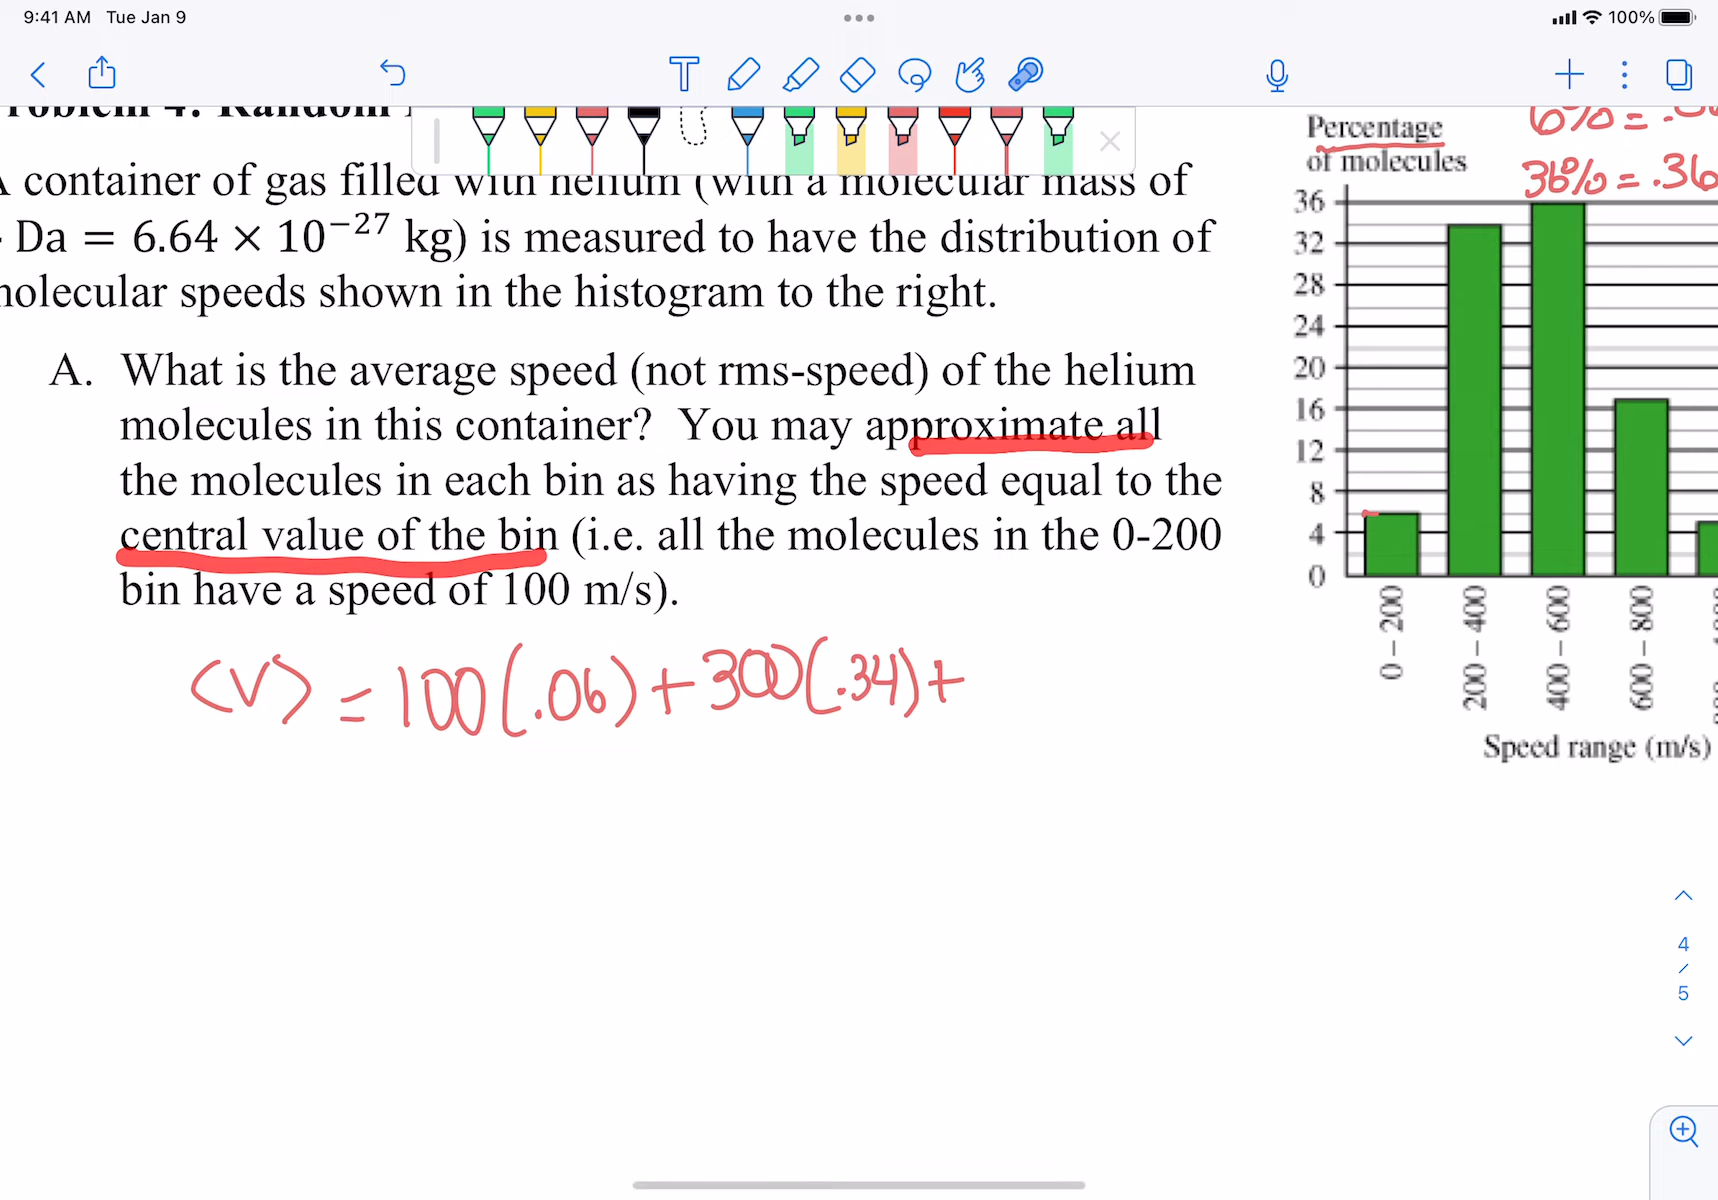 9:41 AM Tue Jan 9
100%
container of gas filled with helium (with a molecular mass of
Da = 6.64 × 10⁻²⁷ kg) is measured to have the distribution of
molecular speeds shown in the histogram to the right.
A. What is the average speed (not rms-speed) of the helium
molecules in this container? You may approximate all
the molecules in each bin as having the speed equal to the
central value of the bin (i.e. all the molecules in the 0-200
bin have a speed of 100 m/s).
<V> = 100(.06) + 300(.34) +
6% =
36% = .36
Percentage
of molecules
36
32
28
24
20
16
12
8
4
0
0 – 200
200 – 400
400 – 600
600 – 800
Speed range (m/s)
4
/
5